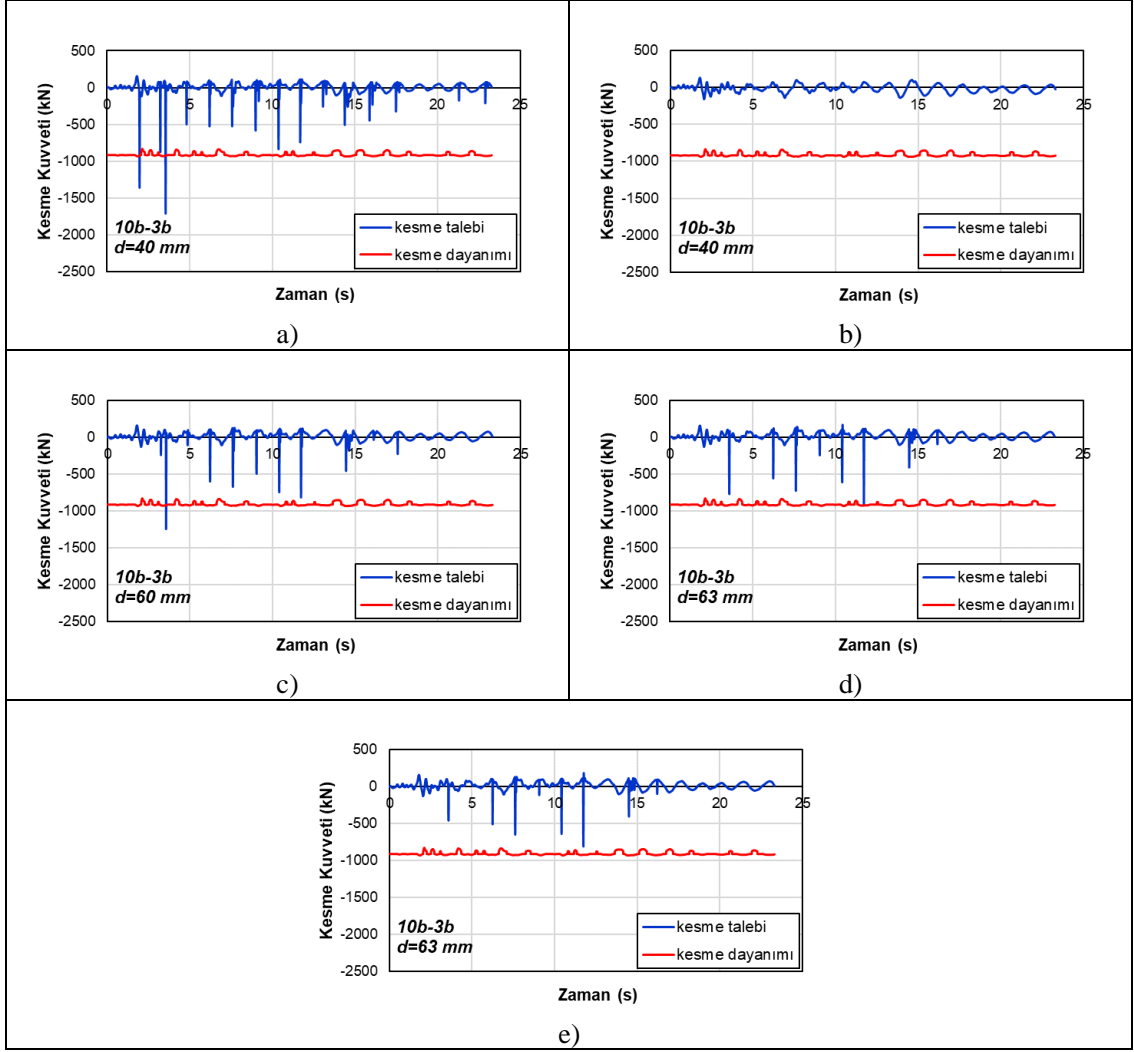 500
0
-500
-1000
-1500
-2000
-2500
0
5
10
15
20
25
Kesme Kuvveti (kN)
Zaman (s)
10b-3b
d=40 mm
kesme talebi
kesme dayanımı
a)
500
0
-500
-1000
-1500
-2000
-2500
0
5
10
15
20
25
Kesme Kuvveti (kN)
Zaman (s)
10b-3b
d=40 mm
kesme talebi
kesme dayanımı
b)
500
0
-500
-1000
-1500
-2000
-2500
0
5
10
15
20
25
Kesme Kuvveti (kN)
Zaman (s)
10b-3b
d=60 mm
kesme talebi
kesme dayanımı
c)
500
0
-500
-1000
-1500
-2000
-2500
0
5
10
15
20
25
Kesme Kuvveti (kN)
Zaman (s)
10b-3b
d=63 mm
kesme talebi
kesme dayanımı
d)
500
0
-500
-1000
-1500
-2000
-2500
0
5
10
15
20
25
Kesme Kuvveti (kN)
Zaman (s)
10b-3b
d=63 mm
kesme talebi
kesme dayanımı
e)